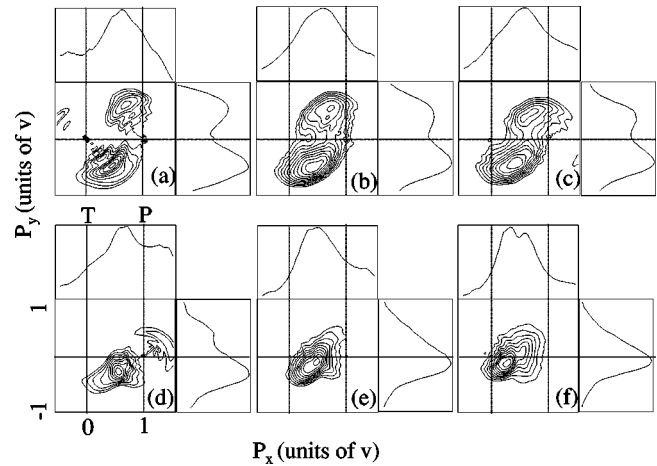 (a)
(b)
(c)
T P
P_y (units of v)
1
-1
(d)
(e)
(f)
0 1
P_x (units of v)